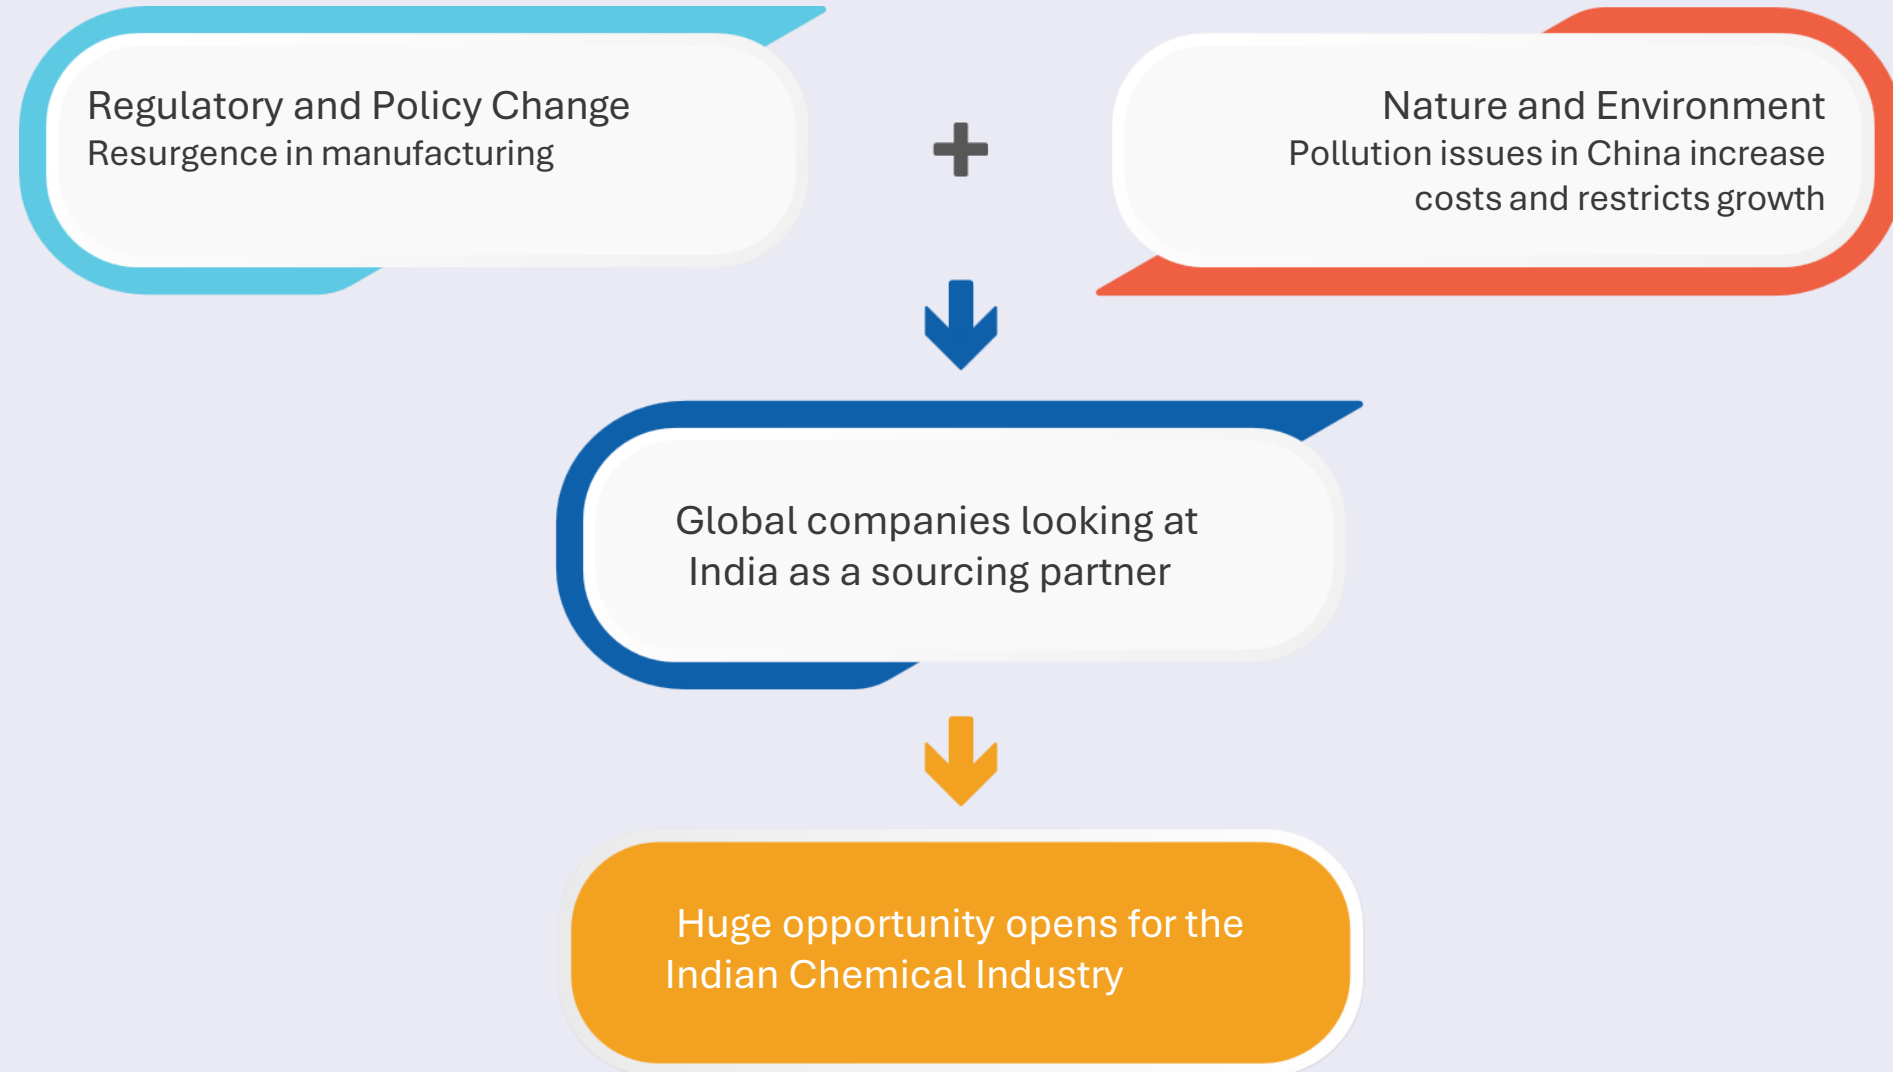 Regulatory and Policy Change
Resurgence in manufacturing
Nature and Environment
Pollution issues in China increase
costs and restricts growth
Global companies looking at
India as a sourcing partner
Huge opportunity opens for the
Indian Chemical Industry